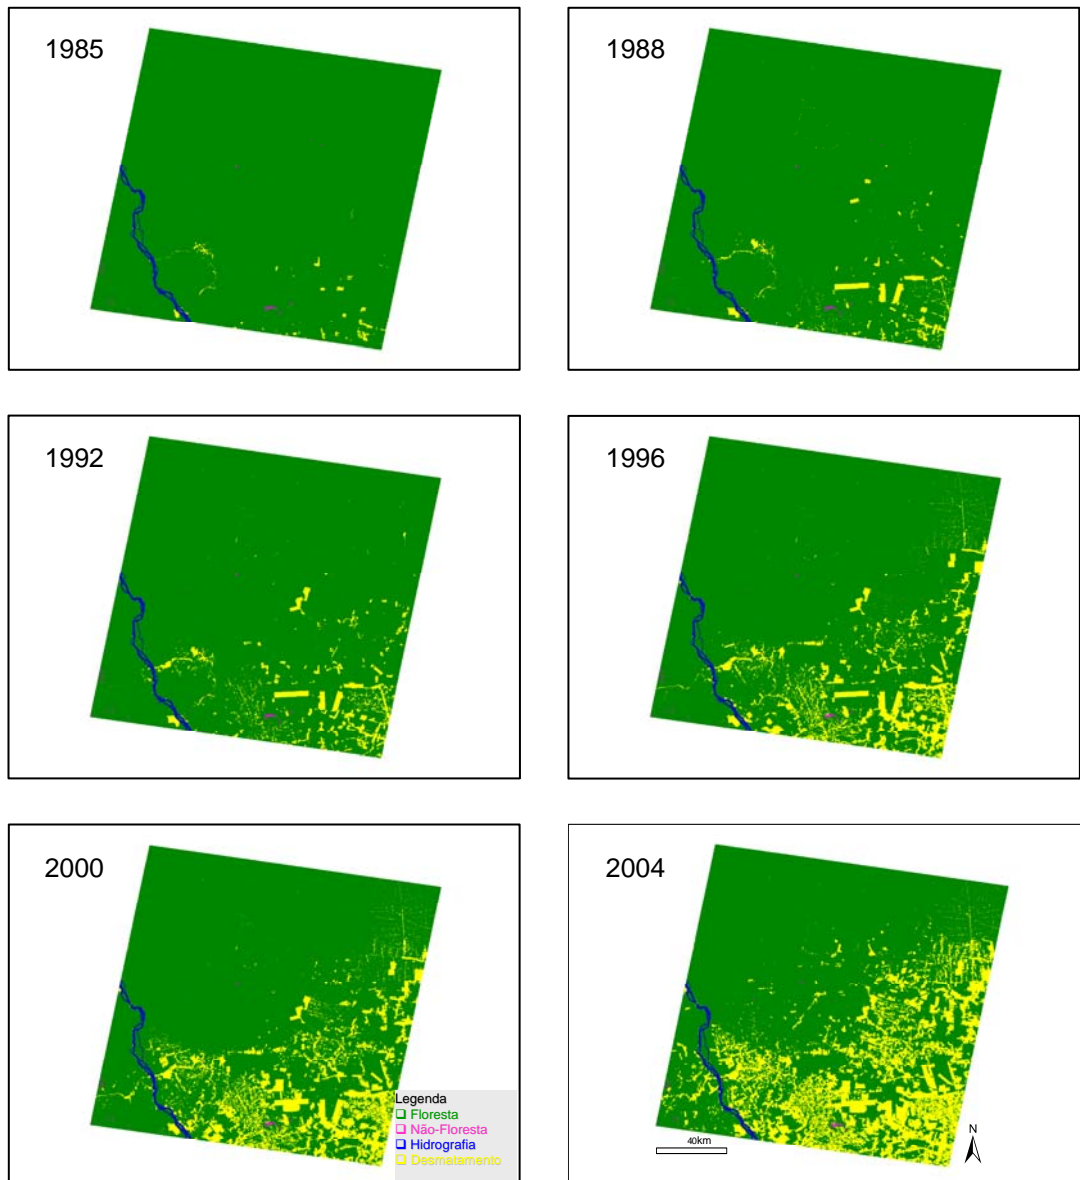 1985
1988
1992
1996
2000
2004
Legenda
Floresta
Não-Floresta
Hidrografia
Desmatamento
40km
N